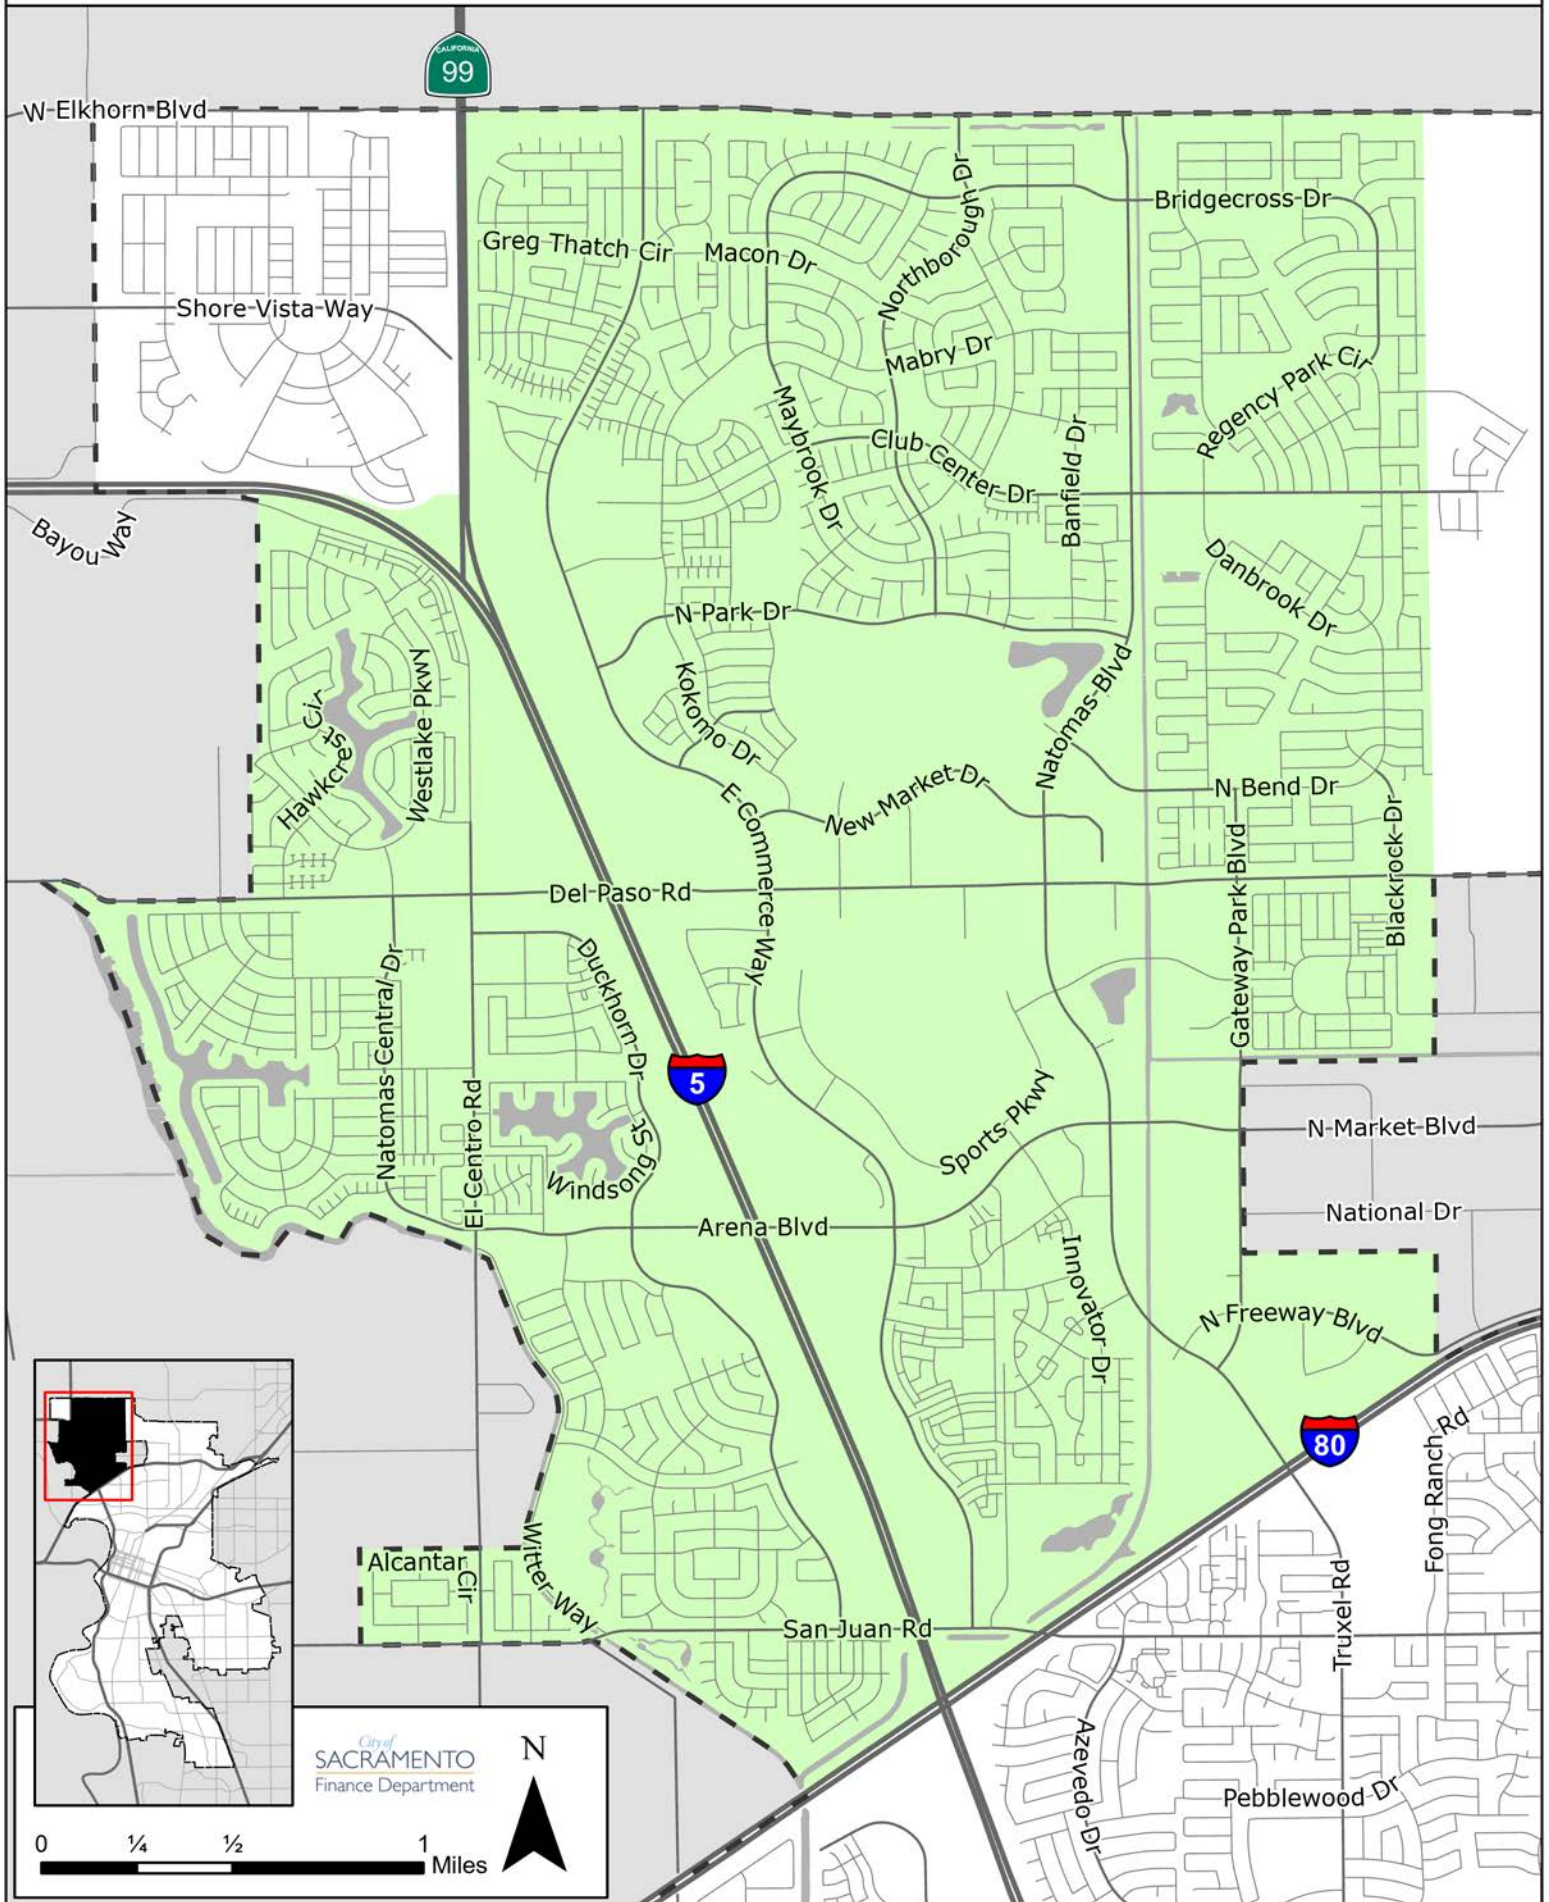 CALIFORNIA
99
W Elkhorn Blvd
Bridgecross Dr
Northborough Dr
Greg Thatch Cir
Macon Dr
Shore Vista Way
Mabry Dr
Regency Park Cir
Maybrook Dr
Club Center Dr
Banfield Dr
Bayou Way
Danbrook Dr
N Park Dr
Westlake Pkwy
Kokomo Dr
Natomas Blvd
Hawkcrest Cir
E Commerce Way
New Market Dr
N Bend Dr
Blackrock Dr
Gateway Park Blvd
Del Paso Rd
Natomas Central Dr
Duckhorn Dr
5
El Centro Rd
Sports Pkwy
N Market Blvd
Windsong St
Arena Blvd
National Dr
Innovator Dr
N Freeway Blvd
80
Fong Ranch Rd
Alcantar Cir
Witter Way
San Juan Rd
Truxel Rd
Azevedo Dr
Pebblewood Dr
City of
SACRAMENTO
Finance Department
N
0 ¼ ½ 1
Miles